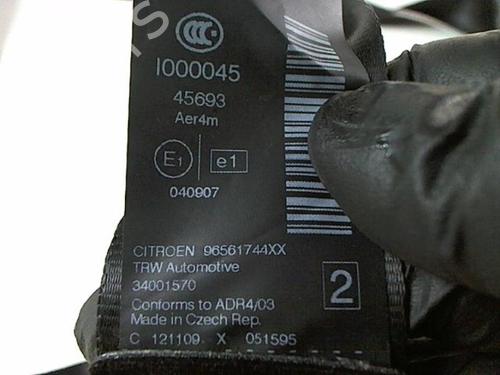 CCC
I000045
45693
Aer4m
E1 e1
040907
CITROEN 96561744XX
TRW Automotive
34001570
2
Conforms to ADR4/03
Made in Czech Rep.
C 121109 X 051595